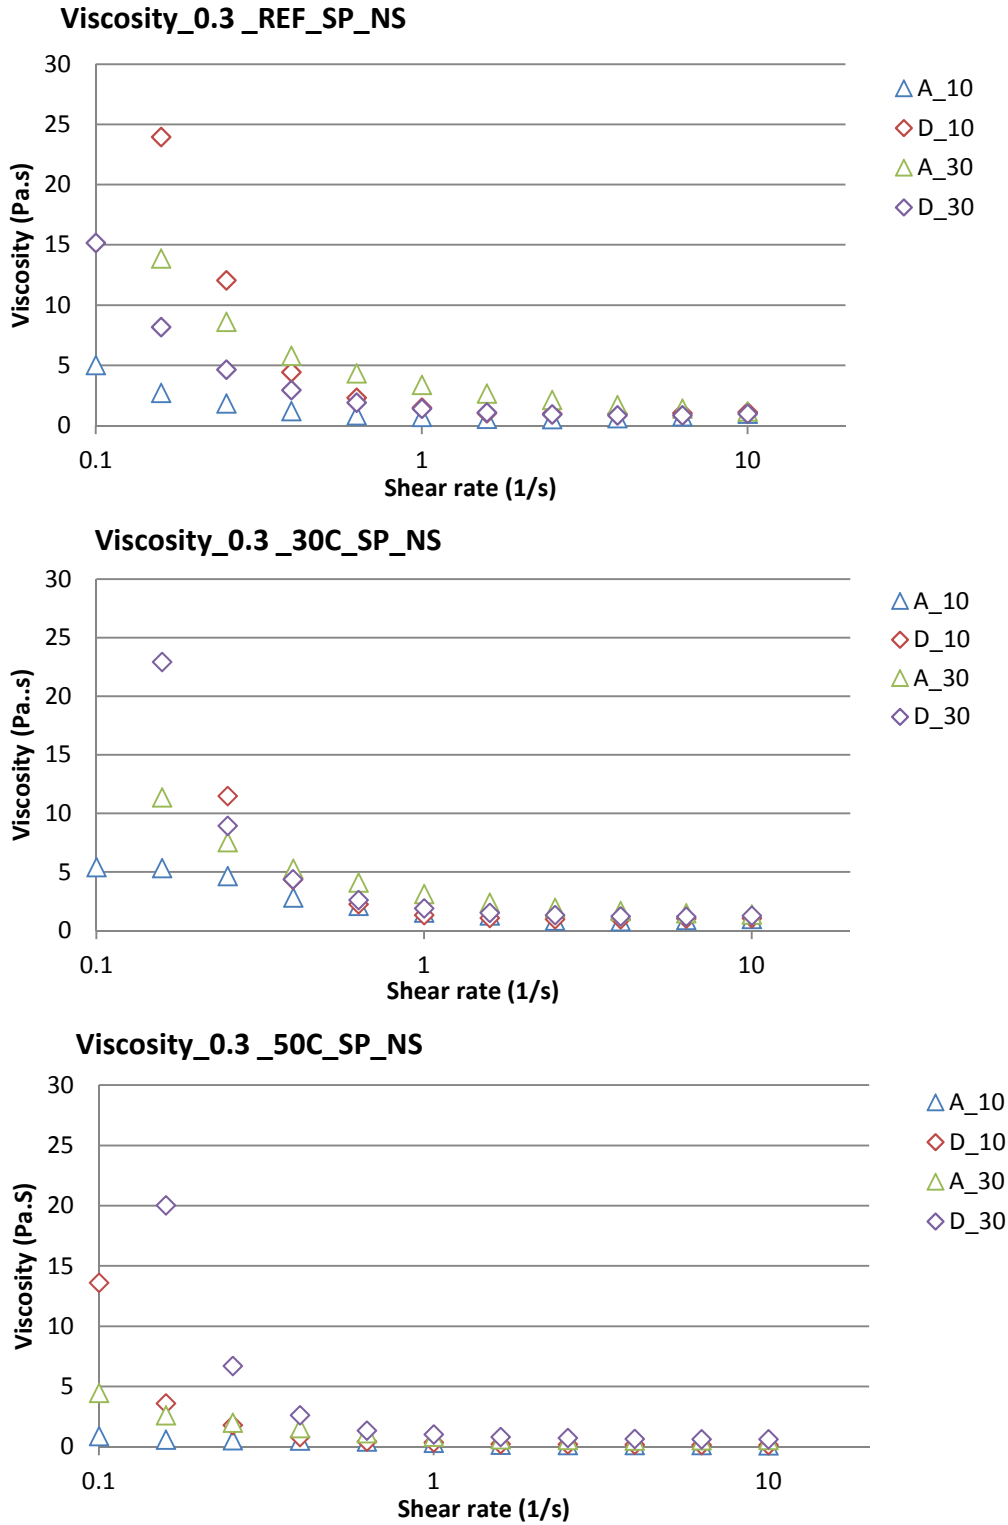 Viscosity_0.3 _REF_SP_NS
30
25
20
15
10
5
0
Viscosity (Pa.s)
0.1 1 10
Shear rate (1/s)
A_10
D_10
A_30
D_30
Viscosity_0.3 _30C_SP_NS
30
25
20
15
10
5
0
Viscosity (Pa..s)
0.1 1 10
Shear rate (1/s)
A_10
D_10
A_30
D_30
Viscosity_0.3 _50C_SP_NS
30
25
20
15
10
5
0
Viscosity (Pa.S)
0.1 1 10
Shear rate (1/s)
A_10
D_10
A_30
D_30